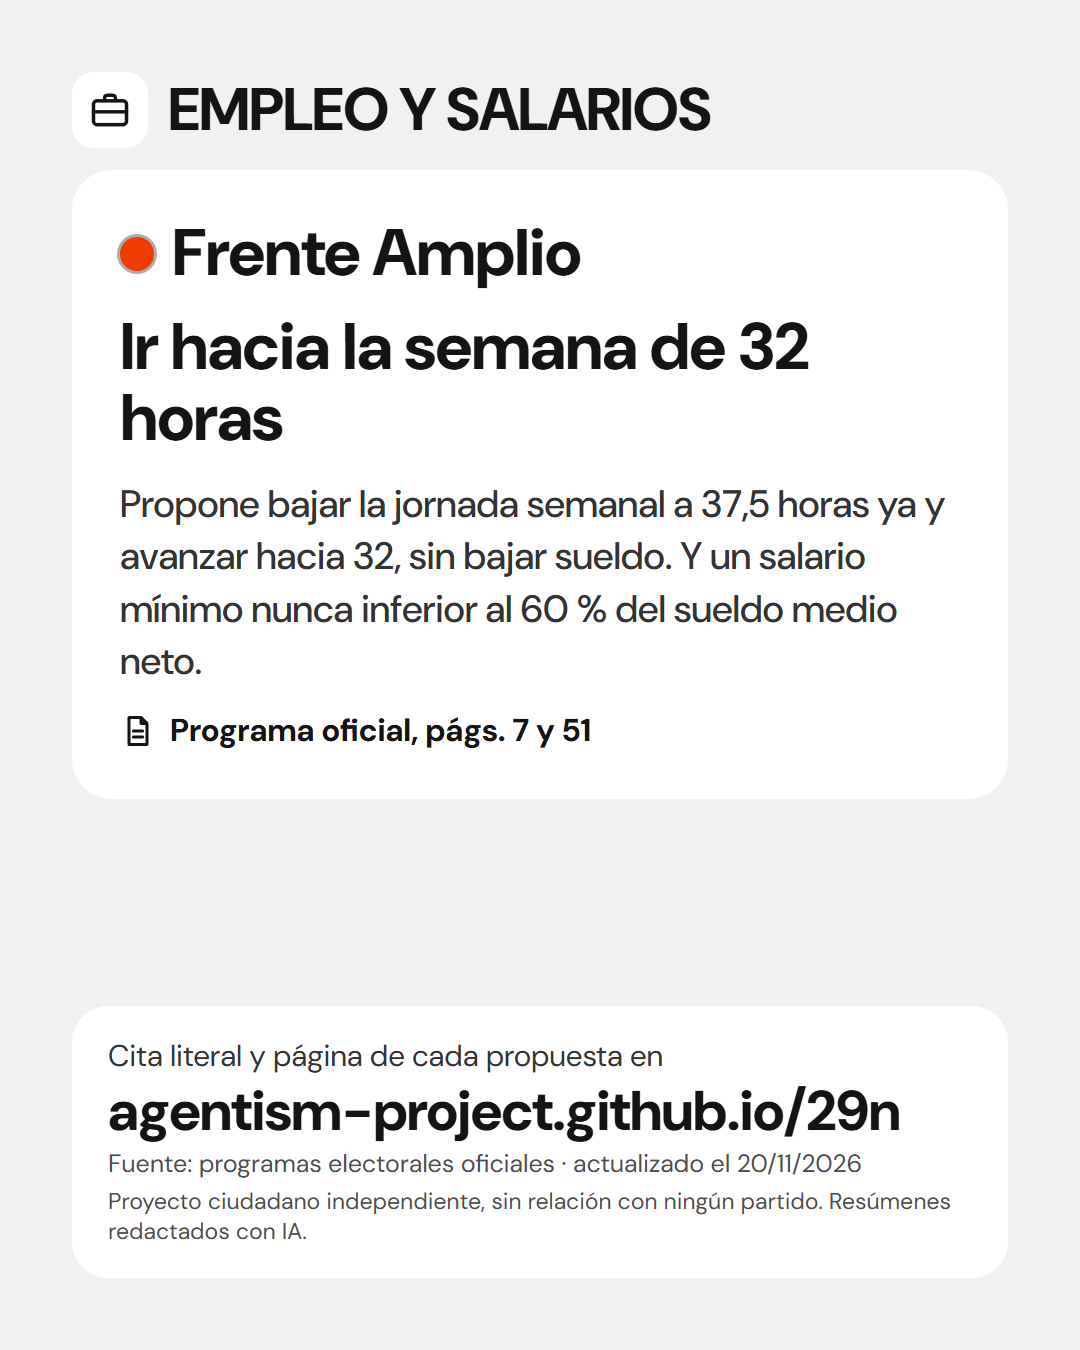 EMPLEO Y SALARIOS
Frente Amplio
Ir hacia la semana de 32
horas
Propone bajar la jornada semanal a 37,5 horas ya y
avanzar hacia 32, sin bajar sueldo. Y un salario
mínimo nunca inferior al 60 % del sueldo medio
neto.
Programa oficial, págs. 7 y 51
Cita literal y página de cada propuesta en
agentism-project.github.io/29n
Fuente: programas electorales oficiales · actualizado el 20/11/2026
Proyecto ciudadano independiente, sin relación con ningún partido. Resúmenes
redactados con IA.